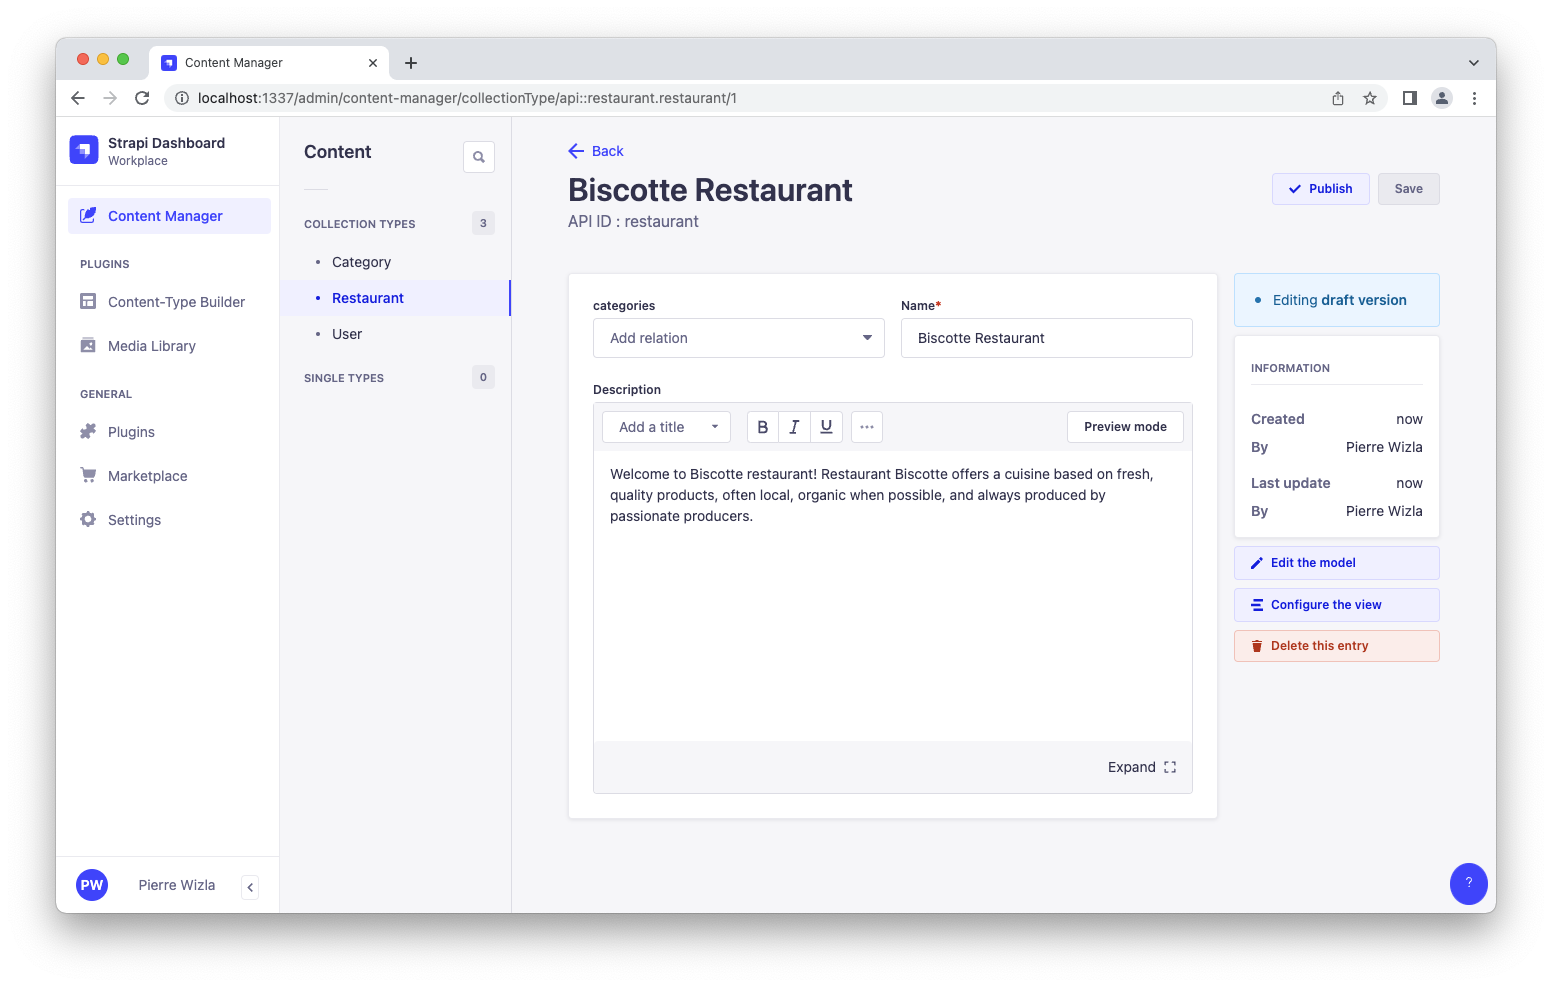 Content Manager
localhost:1337/admin/content-manager/collectionType/api::restaurant.restaurant/1
Strapi Dashboard
Workplace
Content Manager
PLUGINS
Content-Type Builder
Media Library
GENERAL
Plugins
Marketplace
Settings
PW
Pierre Wizla
Content
COLLECTION TYPES
3
Category
Restaurant
User
SINGLE TYPES
0
Back
Biscotte Restaurant
API ID : restaurant
Publish
Save
categories
Add relation
Name*
Biscotte Restaurant
Description
Add a title
B
I
U
Preview mode
Welcome to Biscotte restaurant! Restaurant Biscotte offers a cuisine based on fresh,
quality products, often local, organic when possible, and always produced by
passionate producers.
Expand
Editing draft version
INFORMATION
Created now
By Pierre Wizla
Last update now
By Pierre Wizla
Edit the model
Configure the view
Delete this entry
?